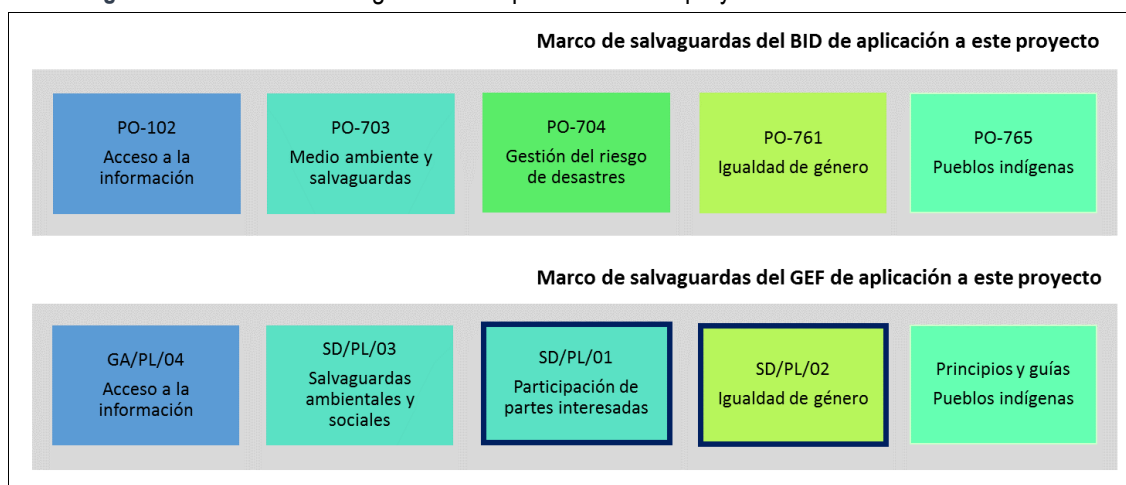 Marco de salvaguardas del BID de aplicación a este proyecto
PO-102
Acceso a la
información
PO-703
Medio ambiente y
salvaguardas
PO-704
Gestión del riesgo
de desastres
PO-761
Igualdad de género
PO-765
Pueblos indígenas
Marco de salvaguardas del GEF de aplicación a este proyecto
GA/PL/04
Acceso a la
información
SD/PL/03
Salvaguardas
ambientales y
sociales
SD/PL/01
Participación de
partes interesadas
SD/PL/02
Igualdad de género
Principios y guías
Pueblos indígenas